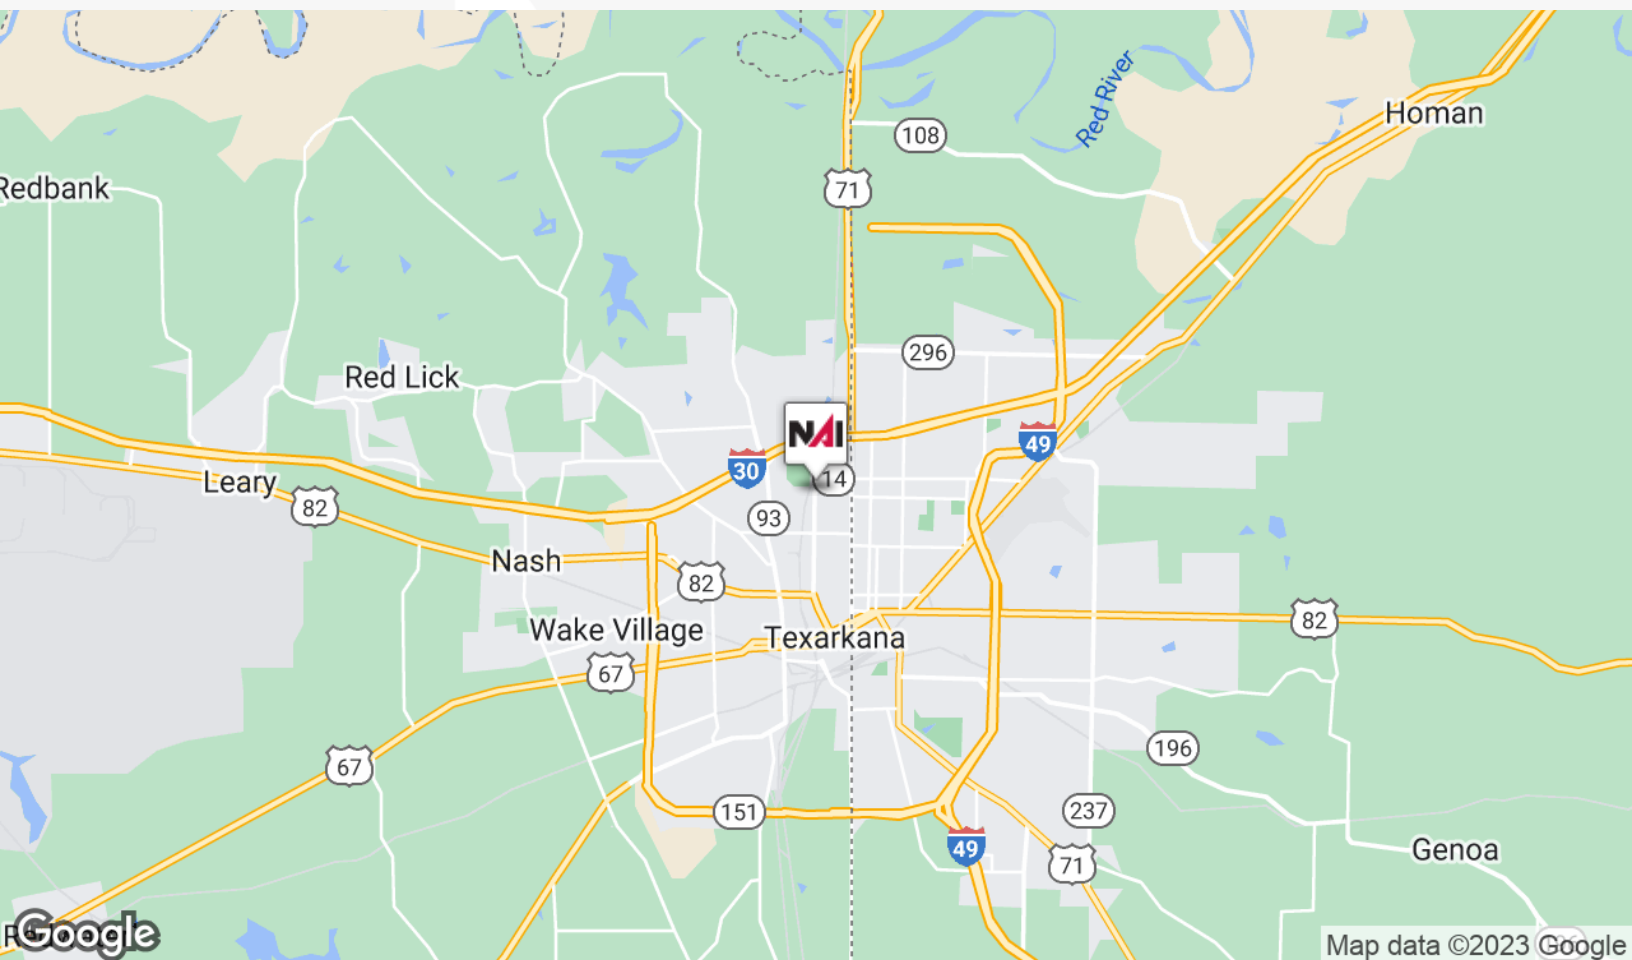 Red River
Homan
108
Redbank
71
296
Red Lick
NAI
49
30
14
Leary
82
93
Nash
82
82
Wake Village
Texarkana
67
196
67
151
237
49
71
Genoa
Google
Map data ©2023 Google